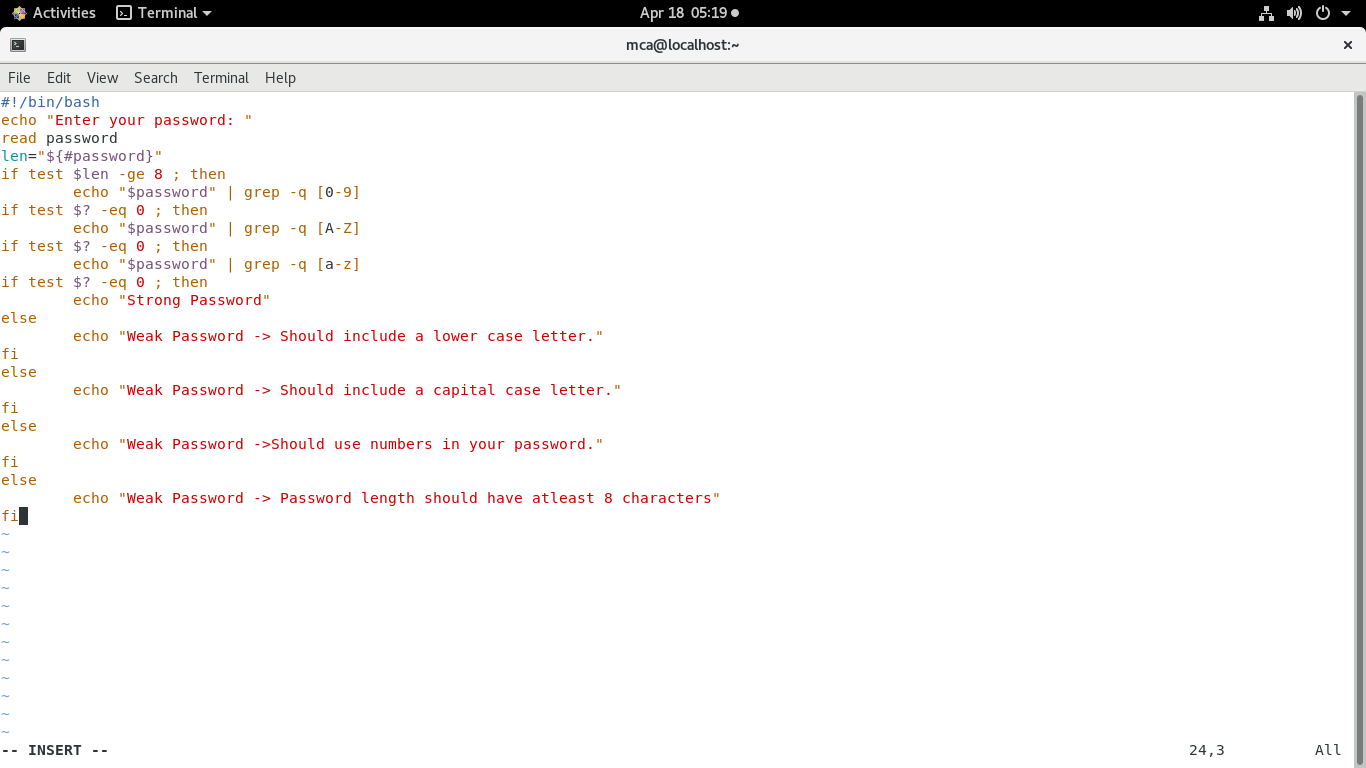 Activities Terminal Apr 18 05:19
mca@localhost:~ ×
File Edit View Search Terminal Help
#!/bin/bash
echo "Enter your password: "
read password
len="${#password}"
if test $len -ge 8 ; then
        echo "$password" | grep -q [0-9]
if test $? -eq 0 ; then
        echo "$password" | grep -q [A-Z]
if test $? -eq 0 ; then
        echo "$password" | grep -q [a-z]
if test $? -eq 0 ; then
        echo "Strong Password"
else
        echo "Weak Password -> Should include a lower case letter."
fi
else
        echo "Weak Password -> Should include a capital case letter."
fi
else
        echo "Weak Password ->Should use numbers in your password."
fi
else
        echo "Weak Password -> Password length should have atleast 8 characters"
fi
~
~
~
~
~
~
~
~
~
~
~
~
-- INSERT -- 24,3 All